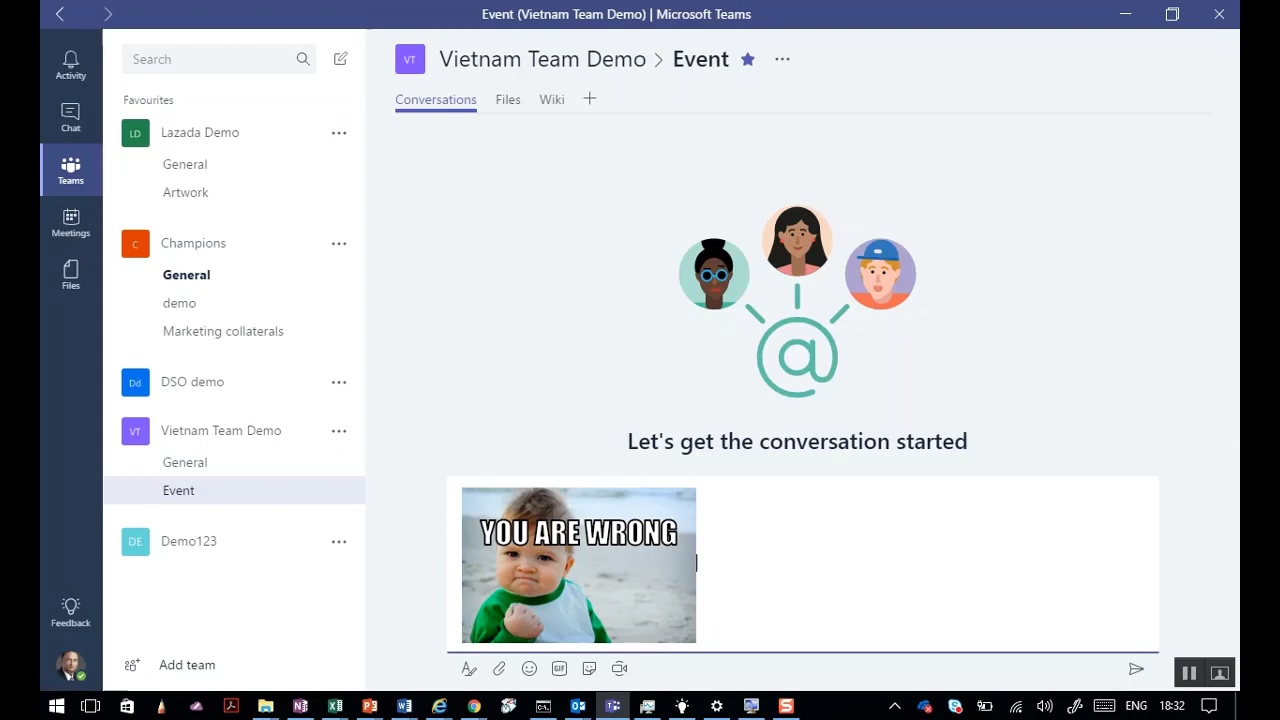 Event (Vietnam Team Demo) | Microsoft Teams
Activity
Chat
Teams
Meetings
Files
Feedback
Search
Favourites
LD Lazada Demo
General
Artwork
C Champions
General
demo
Marketing collaterals
Dd DSO demo
VT Vietnam Team Demo
General
Event
DE Demo123
Add team
VT Vietnam Team Demo > Event
Conversations Files Wiki
Let's get the conversation started
YOU ARE WRONG
GIF
ENG 18:32